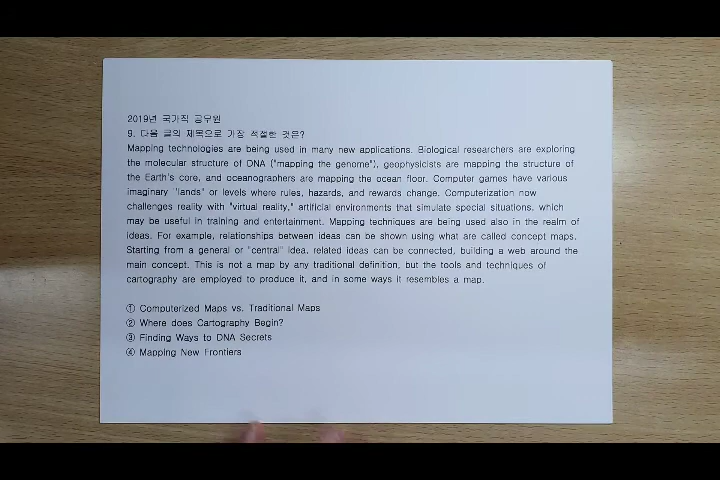 2019년 국가직 공무원
9. 다음 글의 제목으로 가장 적절한 것은?
Mapping technologies are being used in many new applications. Biological researchers are exploring
the molecular structure of DNA ("mapping the genome"), geophysicists are mapping the structure of
the Earth's core, and oceanographers are mapping the ocean floor. Computer games have various
imaginary "lands" or levels where rules, hazards, and rewards change. Computerization now
challenges reality with "virtual reality," artificial environments that simulate special situations, which
may be useful in training and entertainment. Mapping techniques are being used also in the realm of
ideas. For example, relationships between ideas can be shown using what are called concept maps.
Starting from a general or "central" idea, related ideas can be connected, building a web around the
main concept. This is not a map by any traditional definition, but the tools and techniques of
cartography are employed to produce it, and in some ways it resembles a map.
① Computerized Maps vs. Traditional Maps
② Where does Cartography Begin?
③ Finding Ways to DNA Secrets
④ Mapping New Frontiers